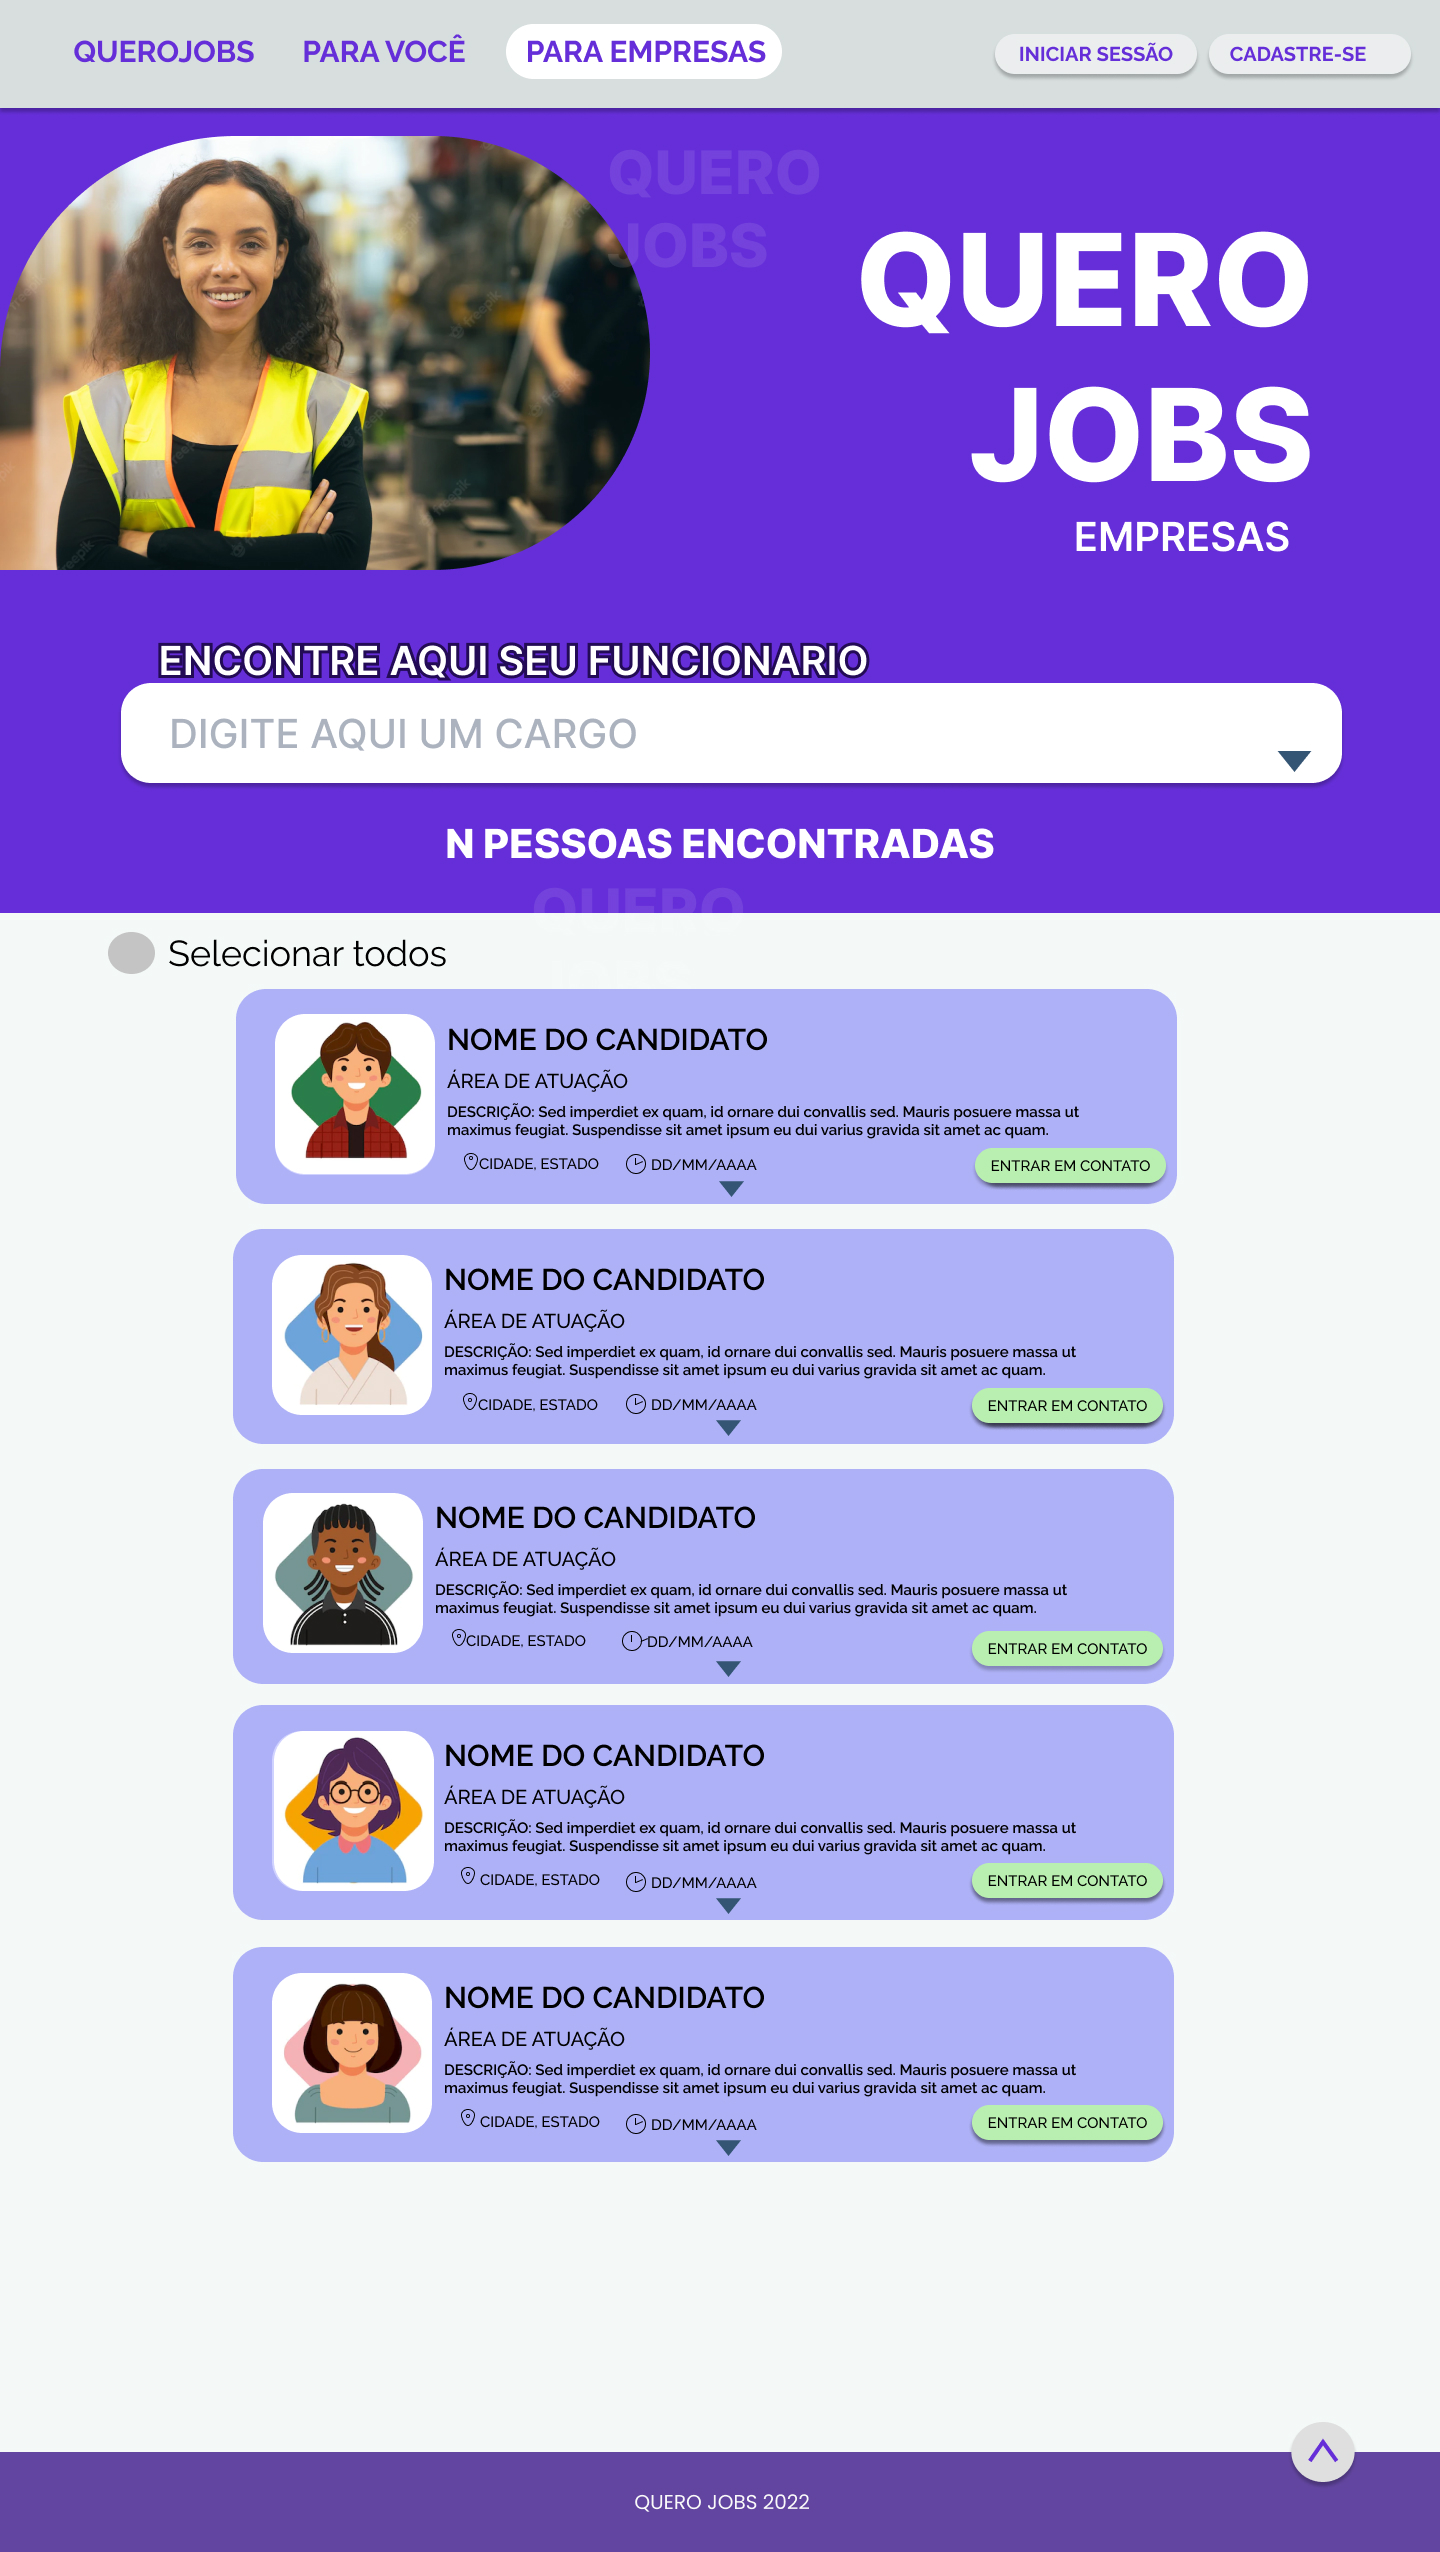 QUEROJOBS
PARA VOCÊ
PARA EMPRESAS
INICIAR SESSÃO
CADASTRE-SE
QUERO
JOBS
QUERO
JOBS
EMPRESAS
freepik
ENCONTRE AQUI SEU FUNCIONARIO
DIGITE AQUI UM CARGO
N PESSOAS ENCONTRADAS
QUERO
Selecionar todos
NOME DO CANDIDATO
ÁREA DE ATUAÇÃO
DESCRIÇÃO: Sed imperdiet ex quam, id ornare dui convallis sed. Mauris posuere massa ut
maximus feugiat. Suspendisse sit amet ipsum eu dui varius gravida sit amet ac quam.
CIDADE, ESTADO
DD/MM/AAAA
ENTRAR EM CONTATO
NOME DO CANDIDATO
ÁREA DE ATUAÇÃO
DESCRIÇÃO: Sed imperdiet ex quam, id ornare dui convallis sed. Mauris posuere massa ut
maximus feugiat. Suspendisse sit amet ipsum eu dui varius gravida sit amet ac quam.
CIDADE, ESTADO
DD/MM/AAAA
ENTRAR EM CONTATO
NOME DO CANDIDATO
ÁREA DE ATUAÇÃO
DESCRIÇÃO: Sed imperdiet ex quam, id ornare dui convallis sed. Mauris posuere massa ut
maximus feugiat. Suspendisse sit amet ipsum eu dui varius gravida sit amet ac quam.
CIDADE, ESTADO
DD/MM/AAAA
ENTRAR EM CONTATO
NOME DO CANDIDATO
ÁREA DE ATUAÇÃO
DESCRIÇÃO: Sed imperdiet ex quam, id ornare dui convallis sed. Mauris posuere massa ut
maximus feugiat. Suspendisse sit amet ipsum eu dui varius gravida sit amet ac quam.
CIDADE, ESTADO
DD/MM/AAAA
ENTRAR EM CONTATO
NOME DO CANDIDATO
ÁREA DE ATUAÇÃO
DESCRIÇÃO: Sed imperdiet ex quam, id ornare dui convallis sed. Mauris posuere massa ut
maximus feugiat. Suspendisse sit amet ipsum eu dui varius gravida sit amet ac quam.
CIDADE, ESTADO
DD/MM/AAAA
ENTRAR EM CONTATO
QUERO JOBS 2022